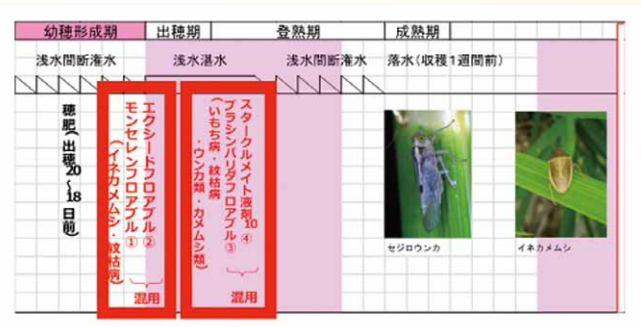 幼穂形成期 出穂期 登熟期 成熟期
浅水間断潅水 浅水湛水 浅水間断潅水 落水(収穫1週間前)
穂肥(出穂20~18日前)
エクシードフロアブル②
モンセレンフロアブル①
(イネカメムシ・紋枯病)
混用
スタークルメイト液剤10④
ブラシンバリダフロアブル③
(いもち病・紋枯病
・ウンカ類・カメムシ類)
混用
セジロウンカ
イネカメムシ